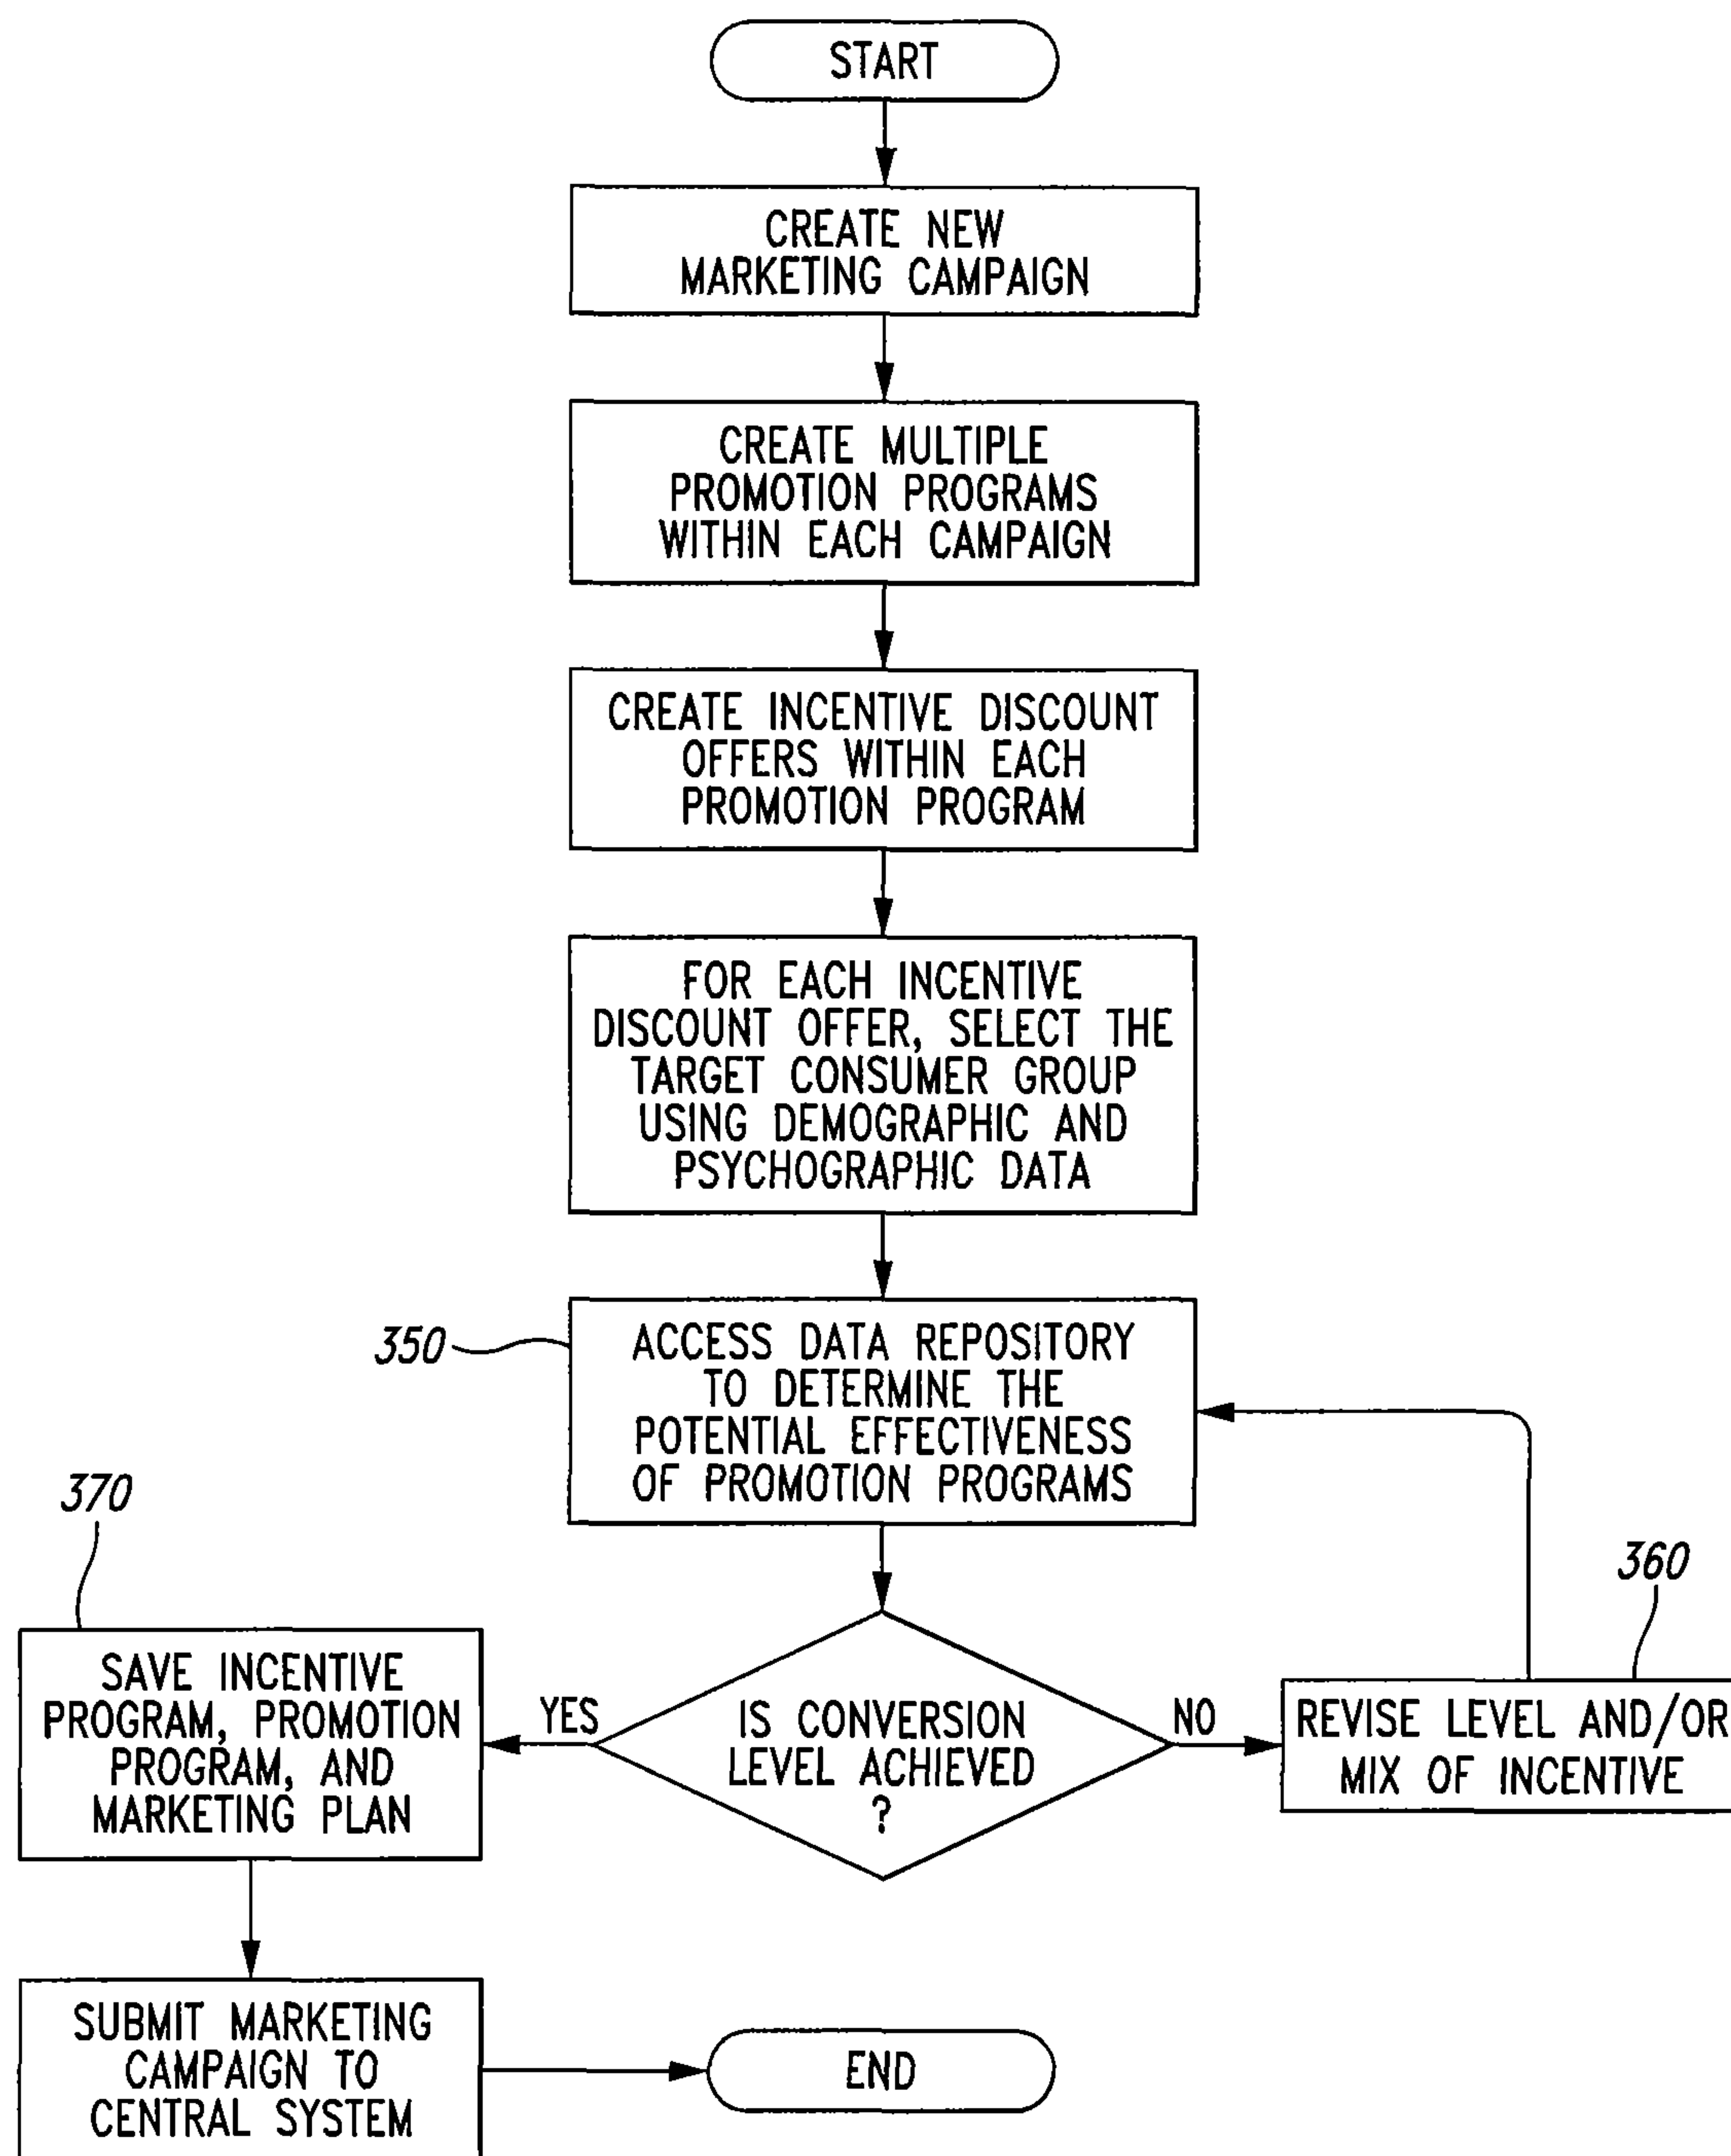 START
CREATE NEW
MARKETING CAMPAIGN
CREATE MULTIPLE
PROMOTION PROGRAMS
WITHIN EACH CAMPAIGN
CREATE INCENTIVE DISCOUNT
OFFERS WITHIN EACH
PROMOTION PROGRAM
FOR EACH INCENTIVE
DISCOUNT OFFER, SELECT THE
TARGET CONSUMER GROUP
USING DEMOGRAPHIC AND
PSYCHOGRAPHIC DATA
350
ACCESS DATA REPOSITORY
TO DETERMINE THE
POTENTIAL EFFECTIVENESS
OF PROMOTION PROGRAMS
370
SAVE INCENTIVE
PROGRAM, PROMOTION
PROGRAM, AND
MARKETING PLAN
YES
IS CONVERSION
LEVEL ACHIEVED
?
NO
360
REVISE LEVEL AND/OR
MIX OF INCENTIVE
SUBMIT MARKETING
CAMPAIGN TO
CENTRAL SYSTEM
END